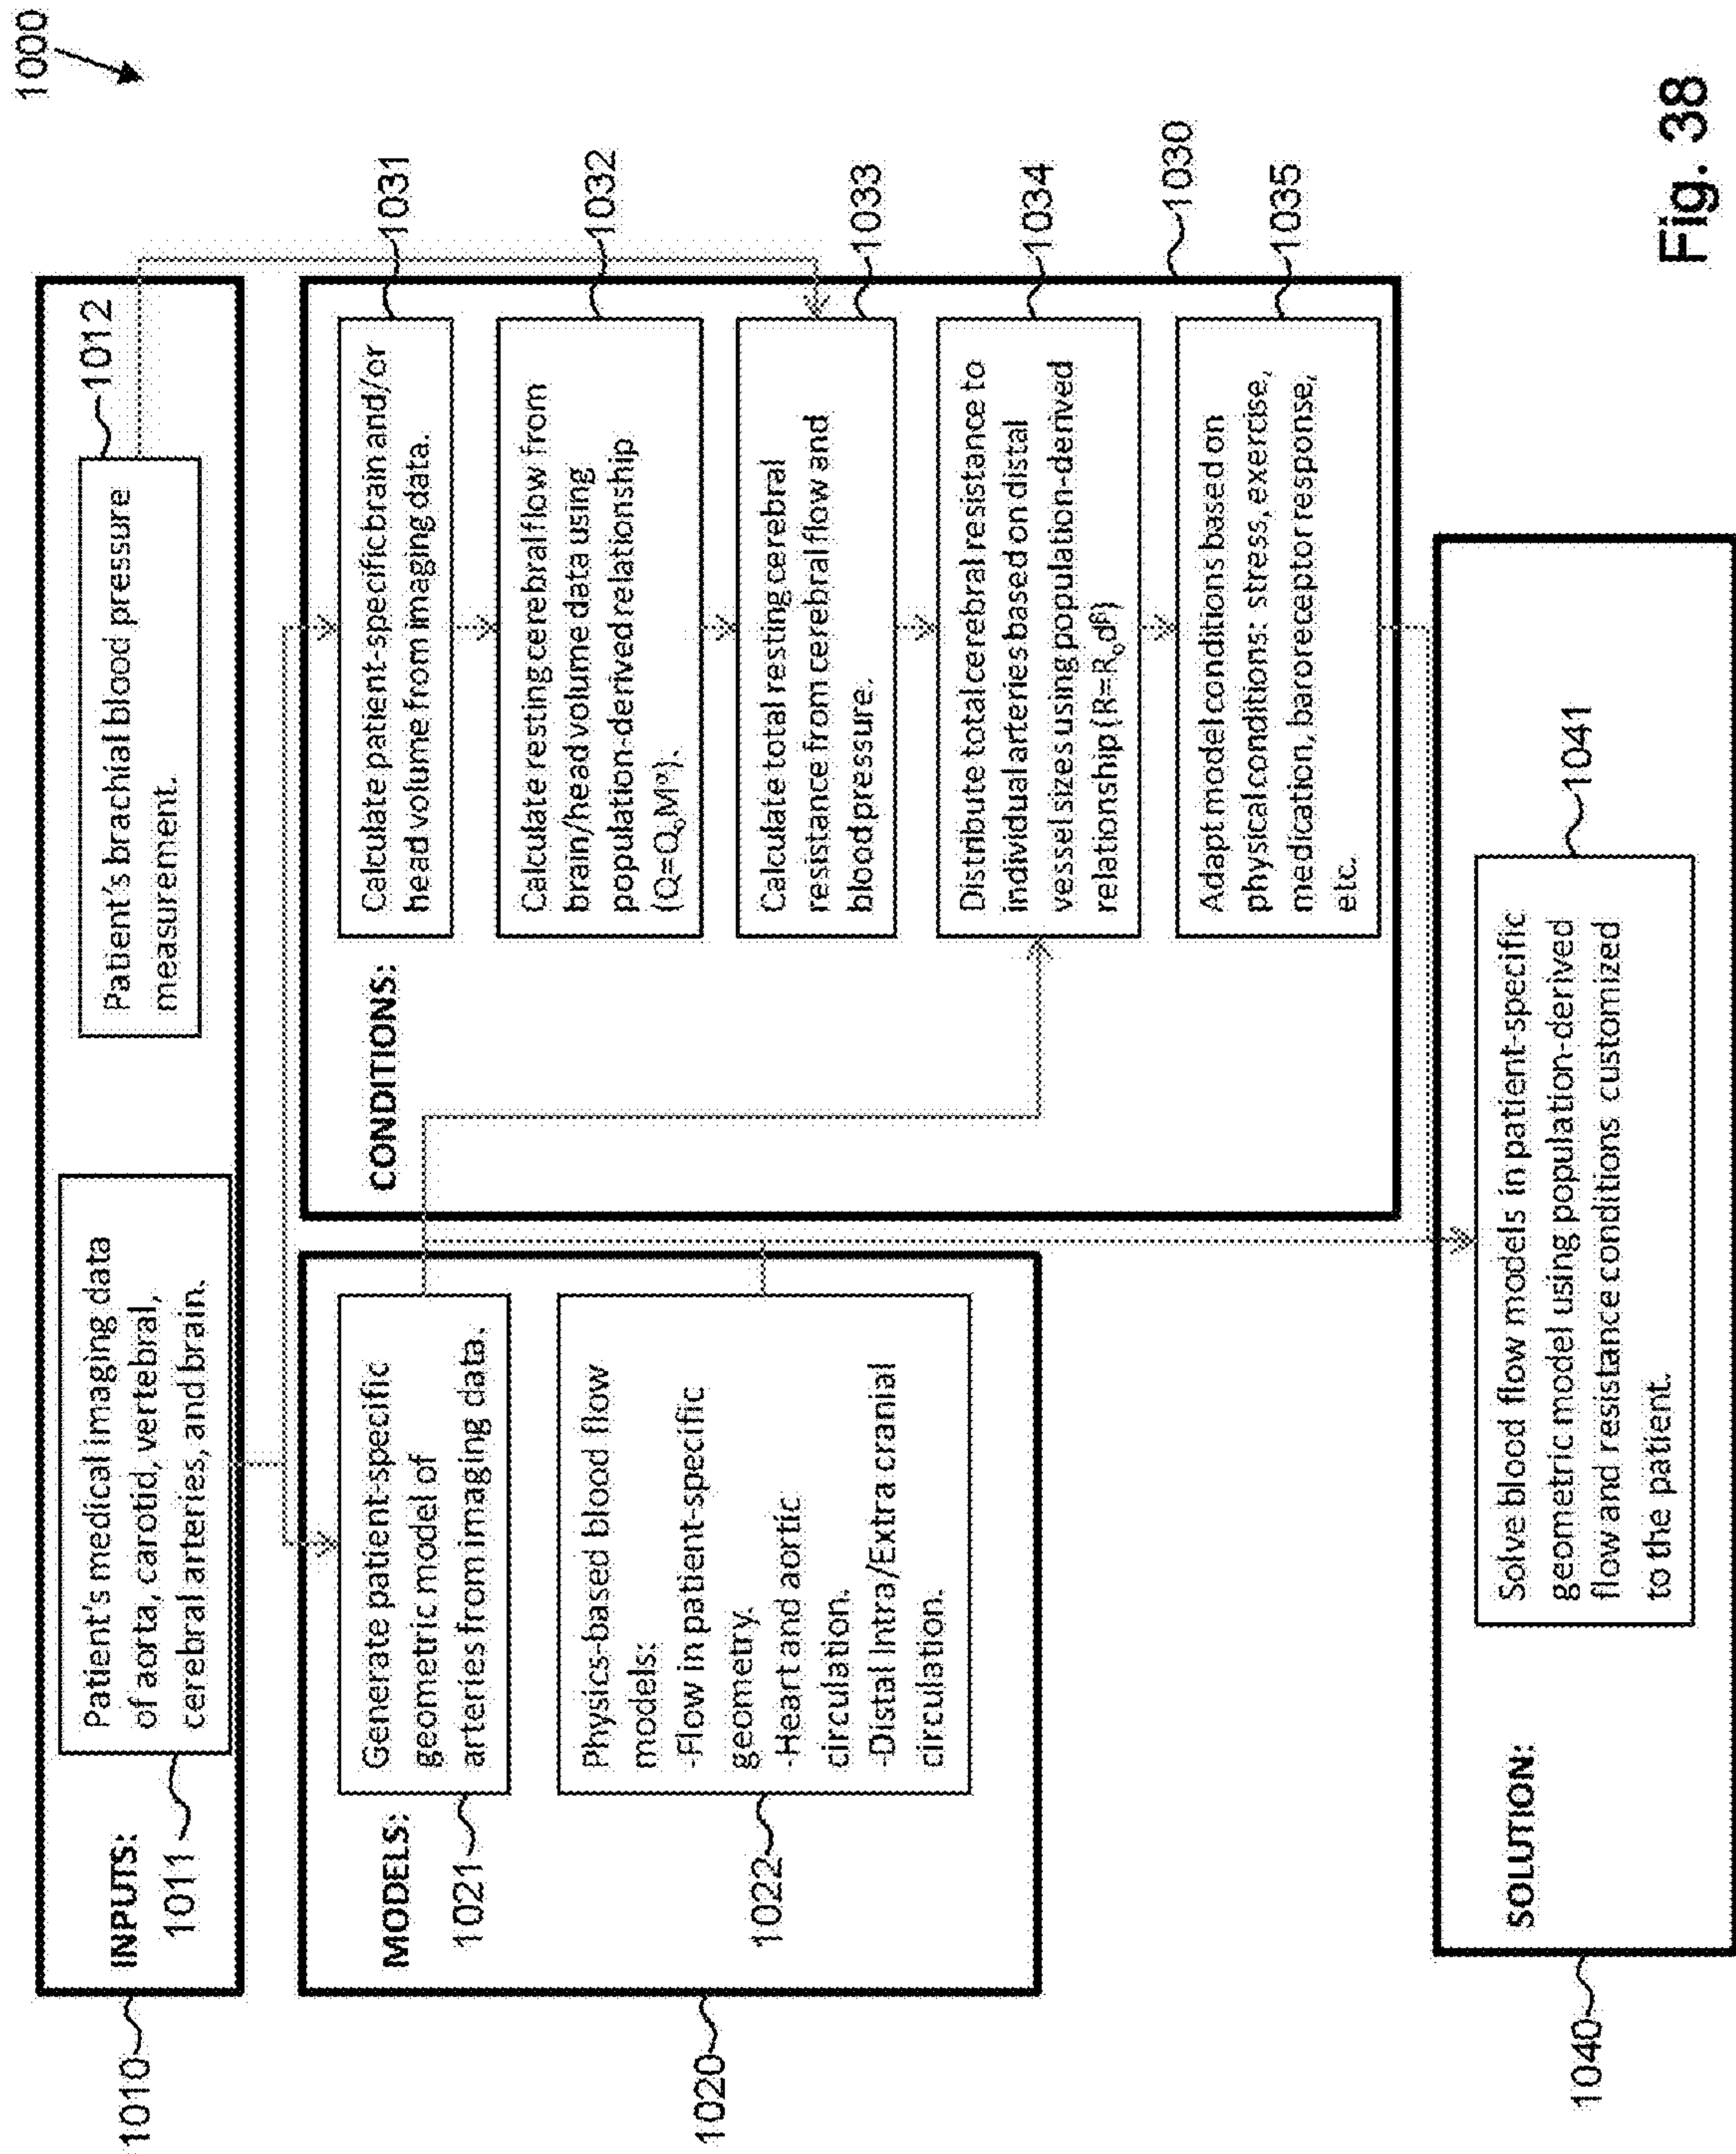 1000
1010
INPUTS:
1011
Patient's medical imaging data
of aorta, carotid, vertebral,
cerebral arteries, and brain.
1012
Patient's brachial blood pressure
measurement.
1020
MODELS:
1021
Generate patient-specific
geometric model of
arteries from imaging data.
1022
Physics-based blood flow
models:
-Flow in patient-specific
geometry.
-Heart and aortic
circulation.
-Distal Intra/Extra cranial
circulation.
CONDITIONS:
Calculate patient-specific brain and/or
head volume from imaging data.
1031
Calculate resting cerebral flow from
brain/head volume data using
population-derived relationship
(Q=QₒMᵅ).
1032
Calculate total resting cerebral
resistance from cerebral flow and
blood pressure.
1033
Distribute total cerebral resistance to
individual arteries based on distal
vessel sizes using population-derived
relationship (R=Rₒdᵝ)
1034
1030
Adapt model conditions based on
physical conditions: stress, exercise,
medication, baroreceptor response,
etc.
1035
1040
SOLUTION:
Solve blood flow models in patient-specific
geometric model using population-derived
flow and resistance conditions customized
to the patient.
1041
Fig. 38